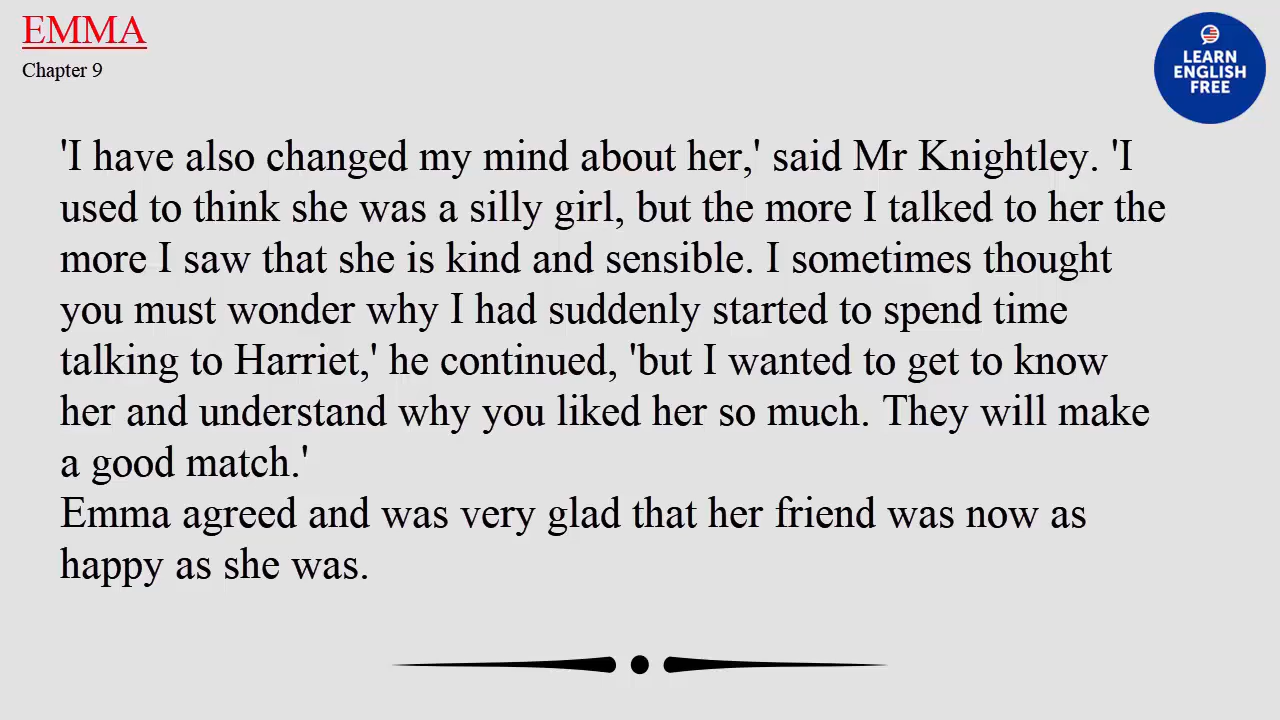 EMMA
Chapter 9
LEARN
ENGLISH
FREE
'I have also changed my mind about her,' said Mr Knightley. 'I
used to think she was a silly girl, but the more I talked to her the
more I saw that she is kind and sensible. I sometimes thought
you must wonder why I had suddenly started to spend time
talking to Harriet,' he continued, 'but I wanted to get to know
her and understand why you liked her so much. They will make
a good match.'
Emma agreed and was very glad that her friend was now as
happy as she was.